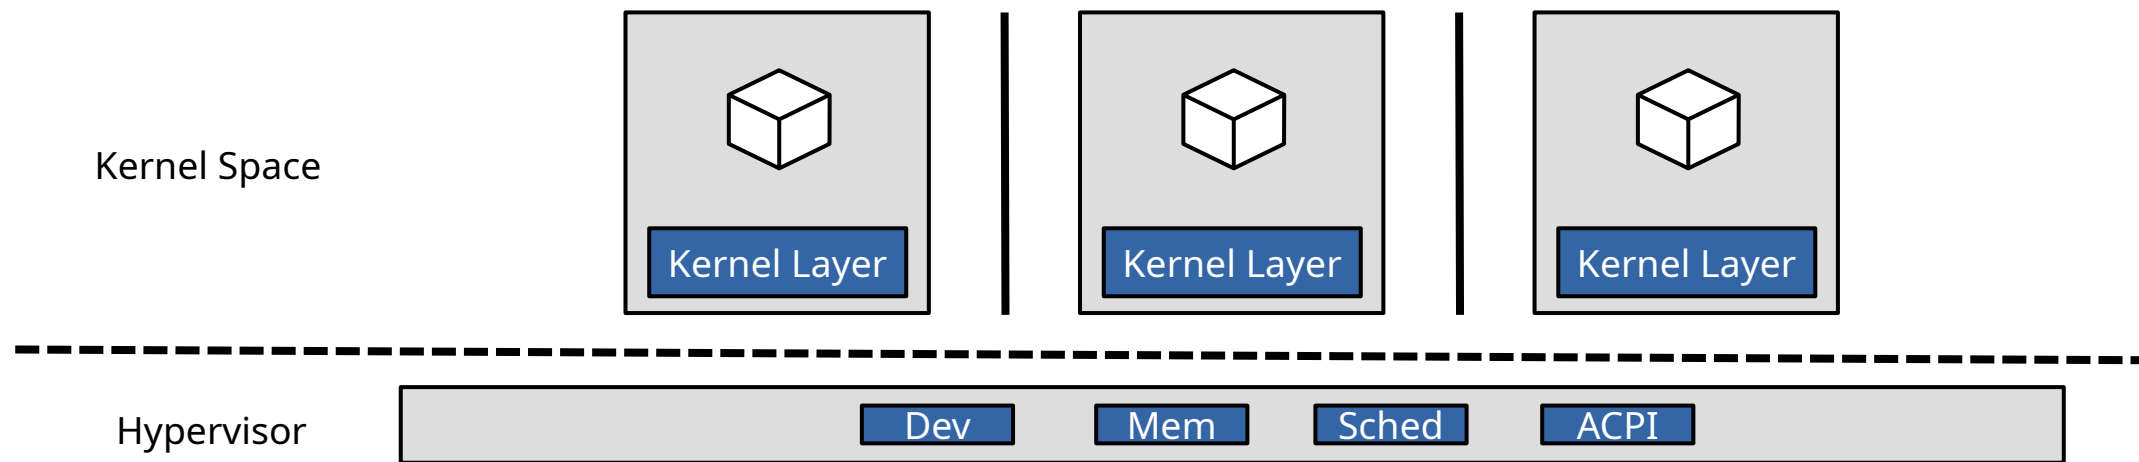 Kernel Space
Kernel Layer
Kernel Layer
Kernel Layer
Hypervisor
Dev
Mem
Sched
ACPI